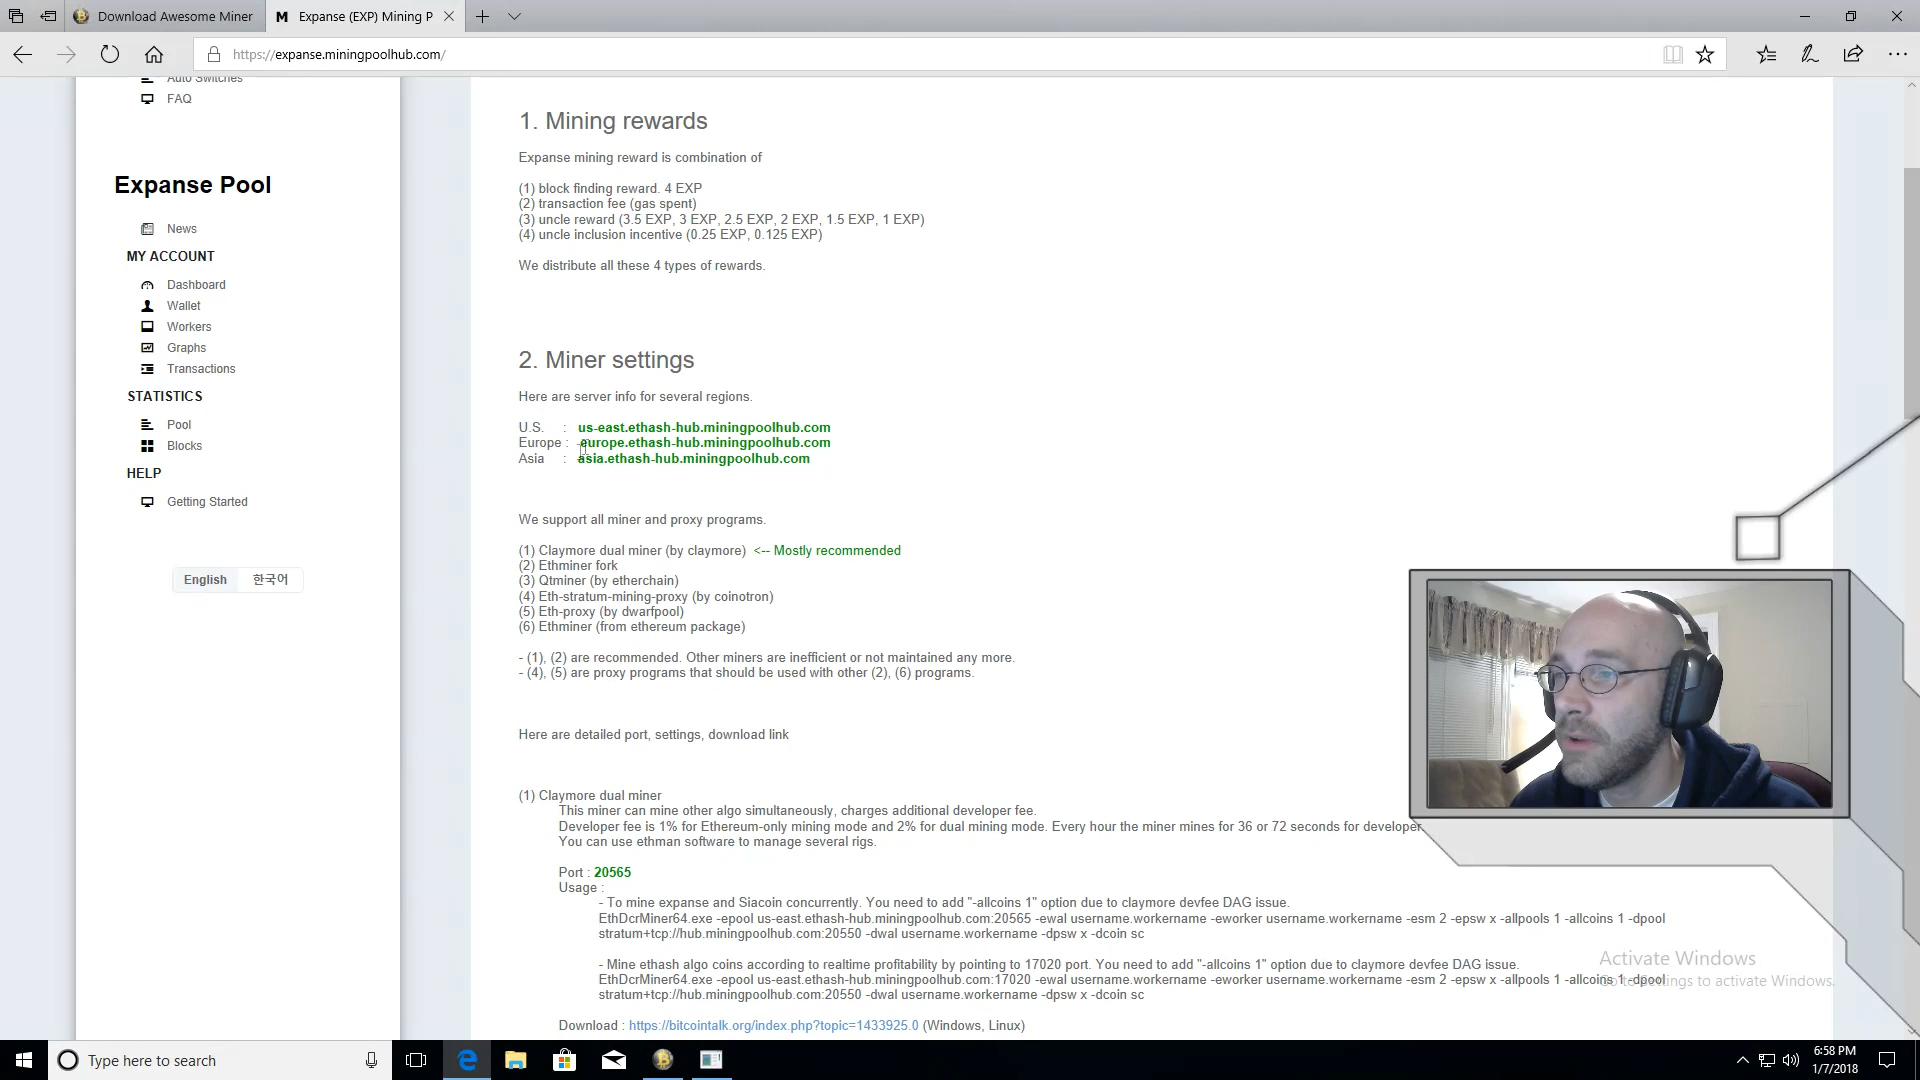 Download Awesome Miner
M Expanse (EXP) Mining P
https://expanse.miningpoolhub.com/
Auto Switches
FAQ
Expanse Pool
News
MY ACCOUNT
Dashboard
Wallet
Workers
Graphs
Transactions
STATISTICS
Pool
Blocks
HELP
Getting Started
English 한국어
1. Mining rewards
Expanse mining reward is combination of
(1) block finding reward. 4 EXP
(2) transaction fee (gas spent)
(3) uncle reward (3.5 EXP, 3 EXP, 2.5 EXP, 2 EXP, 1.5 EXP, 1 EXP)
(4) uncle inclusion incentive (0.25 EXP, 0.125 EXP)
We distribute all these 4 types of rewards.
2. Miner settings
Here are server info for several regions.
U.S. : us-east.ethash-hub.miningpoolhub.com
Europe : europe.ethash-hub.miningpoolhub.com
Asia : asia.ethash-hub.miningpoolhub.com
We support all miner and proxy programs.
(1) Claymore dual miner (by claymore) <-- Mostly recommended
(2) Ethminer fork
(3) Qtminer (by etherchain)
(4) Eth-stratum-mining-proxy (by coinotron)
(5) Eth-proxy (by dwarfpool)
(6) Ethminer (from ethereum package)
- (1), (2) are recommended. Other miners are inefficient or not maintained any more.
- (4), (5) are proxy programs that should be used with other (2), (6) programs.
Here are detailed port, settings, download link
(1) Claymore dual miner
This miner can mine other algo simultaneously, charges additional developer fee.
Developer fee is 1% for Ethereum-only mining mode and 2% for dual mining mode. Every hour the miner mines for 36 or 72 seconds for developer.
You can use ethman software to manage several rigs.
Port : 20565
Usage :
- To mine expanse and Siacoin concurrently. You need to add "-allcoins 1" option due to claymore devfee DAG issue.
EthDcrMiner64.exe -epool us-east.ethash-hub.miningpoolhub.com:20565 -ewal username.workername -eworker username.workername -esm 2 -epsw x -allpools 1 -allcoins 1 -dpool
stratum+tcp://hub.miningpoolhub.com:20550 -dwal username.workername -dpsw x -dcoin sc
- Mine ethash algo coins according to realtime profitability by pointing to 17020 port. You need to add "-allcoins 1" option due to claymore devfee DAG issue.
EthDcrMiner64.exe -epool us-east.ethash-hub.miningpoolhub.com:17020 -ewal username.workername -eworker username.workername -esm 2 -epsw x -allpools 1 -allcoins 1 -dpool
stratum+tcp://hub.miningpoolhub.com:20550 -dwal username.workername -dpsw x -dcoin sc
Download : https://bitcointalk.org/index.php?topic=1433925.0 (Windows, Linux)
Activate Windows
Go to Settings to activate Windows.
Type here to search
6:58 PM
1/7/2018